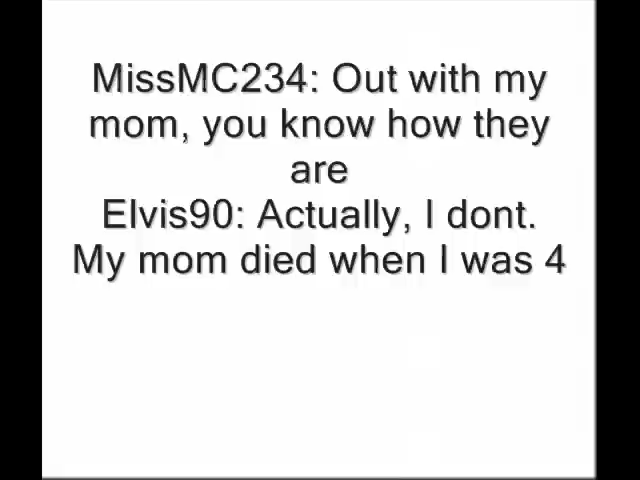 MissMC234: Out with my
mom, you know how they
are
Elvis90: Actually, I dont.
My mom died when I was 4